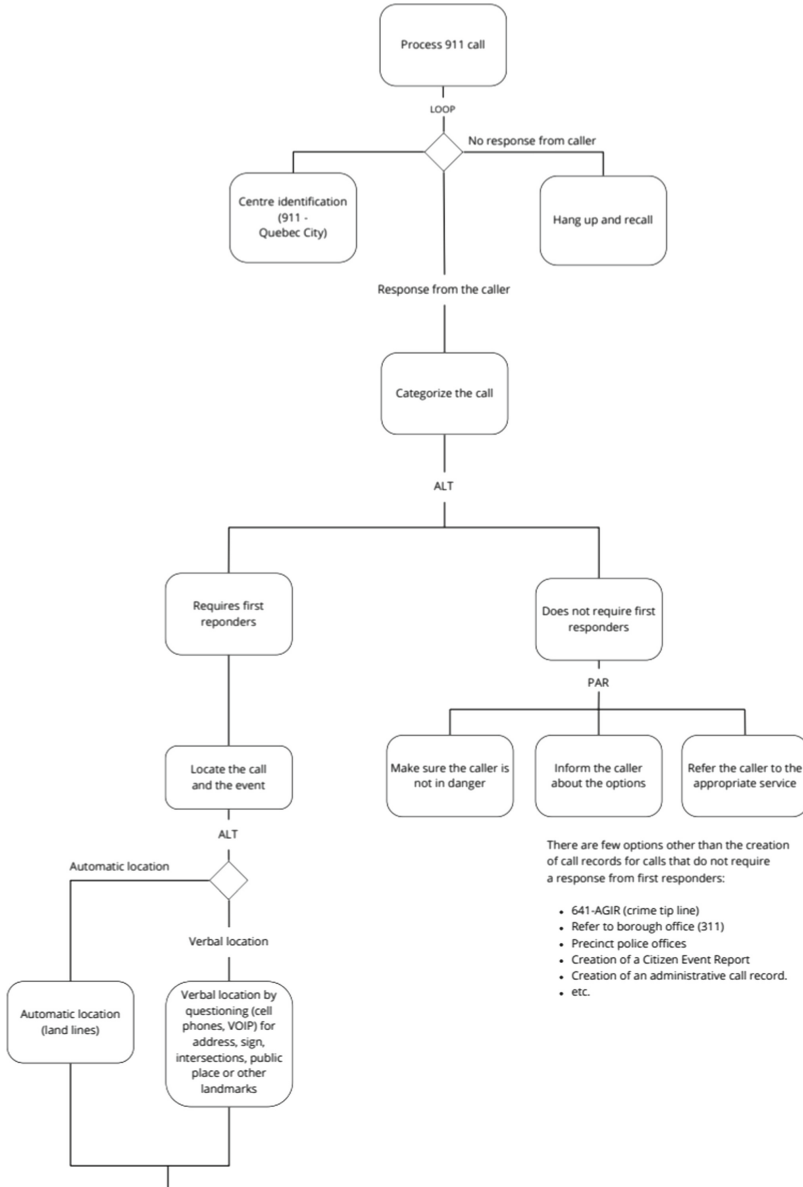 Process 911 call
LOOP
No response from caller
Centre identification
(911 -
Quebec City)
Hang up and recall
Response from the caller
Categorize the call
ALT
Requires first
reponders
Does not require first
responders
PAR
Locate the call
and the event
Make sure the caller is
not in danger
Inform the caller
about the options
Refer the caller to the
appropriate service
ALT
Automatic location
Verbal location
Automatic location
(land lines)
Verbal location by
questioning (cell
phones, VOIP) for
address, sign,
intersections, public
place or other
landmarks
There are few options other than the creation
of call records for calls that do not require
a response from first responders:
• 641-AGIR (crime tip line)
• Refer to borough office (311)
• Precinct police offices
• Creation of a Citizen Event Report
• Creation of an administrative call record.
• etc.